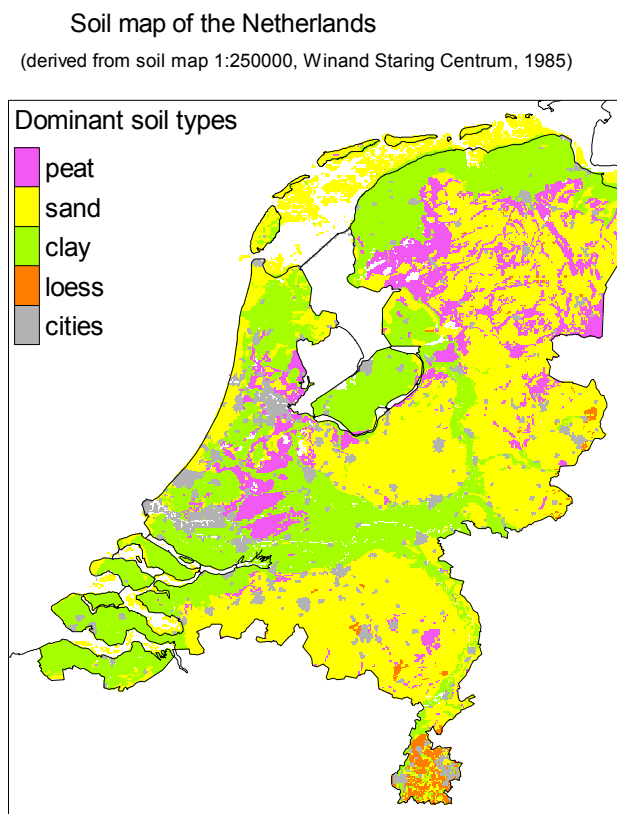 Soil map of the Netherlands
(derived from soil map 1:250000, Winand Staring Centrum, 1985)
Dominant soil types
peat
sand
clay
loess
cities